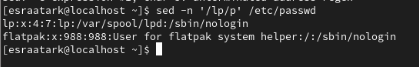 [esraatark@localhost ~]$ sed -n '/lp/p' /etc/passwd
lp:x:4:7:lp:/var/spool/lpd:/sbin/nologin
flatpak:x:988:988:User for flatpak system helper:/:/sbin/nologin
[esraatark@localhost ~]$